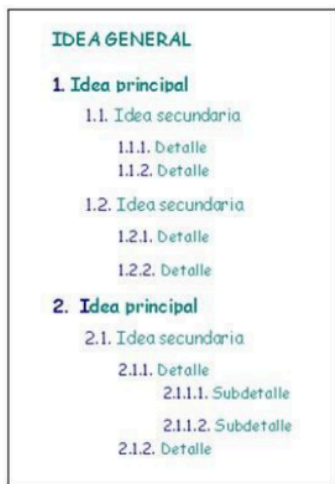 IDEA GENERAL
1. Idea principal
1.1. Idea secundaria
1.1.1. Detalle
1.1.2. Detalle
1.2. Idea secundaria
1.2.1. Detalle
1.2.2. Detalle
2. Idea principal
2.1. Idea secundaria
2.1.1. Detalle
2.1.1.1. Subdetalle
2.1.1.2. Subdetalle
2.1.2. Detalle